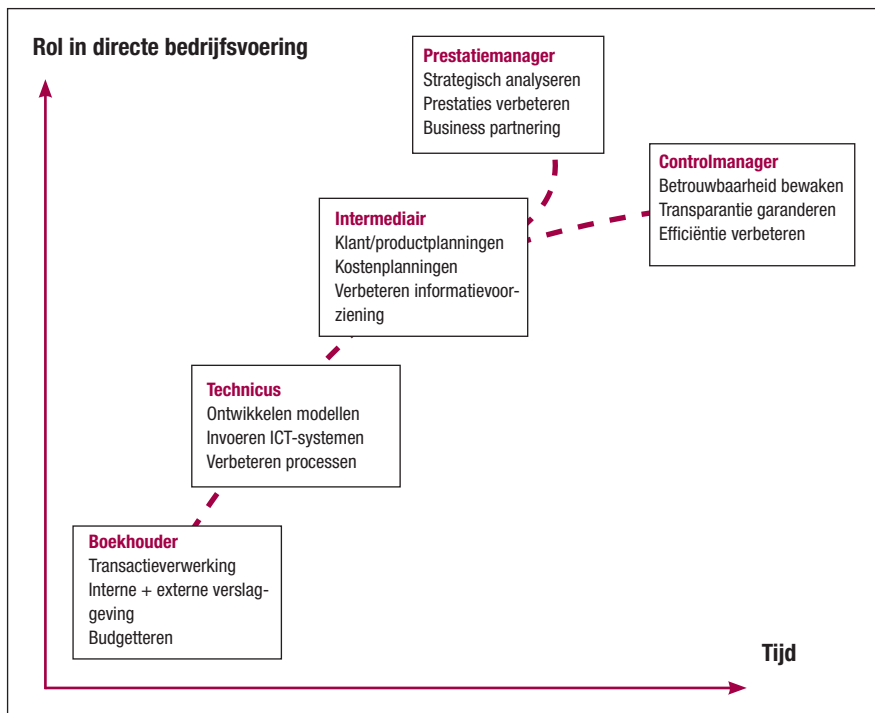 Rol in directe bedrijfsvoering
Prestatiemanager
Strategisch analyseren
Prestaties verbeteren
Business partnering
Controlmanager
Betrouwbaarheid bewaken
Transparantie garanderen
Efficiëntie verbeteren
Intermediair
Klant/productplanningen
Kostenplanningen
Verbeteren informatievoor-
ziening
Technicus
Ontwikkelen modellen
Invoeren ICT-systemen
Verbeteren processen
Boekhouder
Transactieverwerking
Interne + externe verslag-
geving
Budgetteren
Tijd